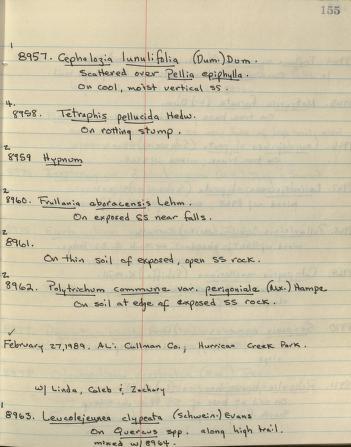 155
1
8957. Cephalozia lunulifolia (Dum.) Dum.
Scattered over Pellia epiphylla.
On cool, moist vertical SS.
4.
8958. Tetraphis pellucida Hedw.
On rotting stump.
2
8959 Hypnum
2
8960. Frullania aboracensis Lehm.
On exposed SS near falls.
2
8961.
On thin soil of exposed, open SS rock.
2
8962. Polytrichum commune var. perigoniale (Mx.) Hampe
On soil at edge of exposed SS rock.
✓
February 27, 1989. AL: Cullman Co., Hurrican Creek Park.
w/ Linda, Caleb & Zachary
1
8963. Leucolejeunea clypeata (Schwein.) Evans
On Quercus spp. along high trail.
mixed w/ 8964.